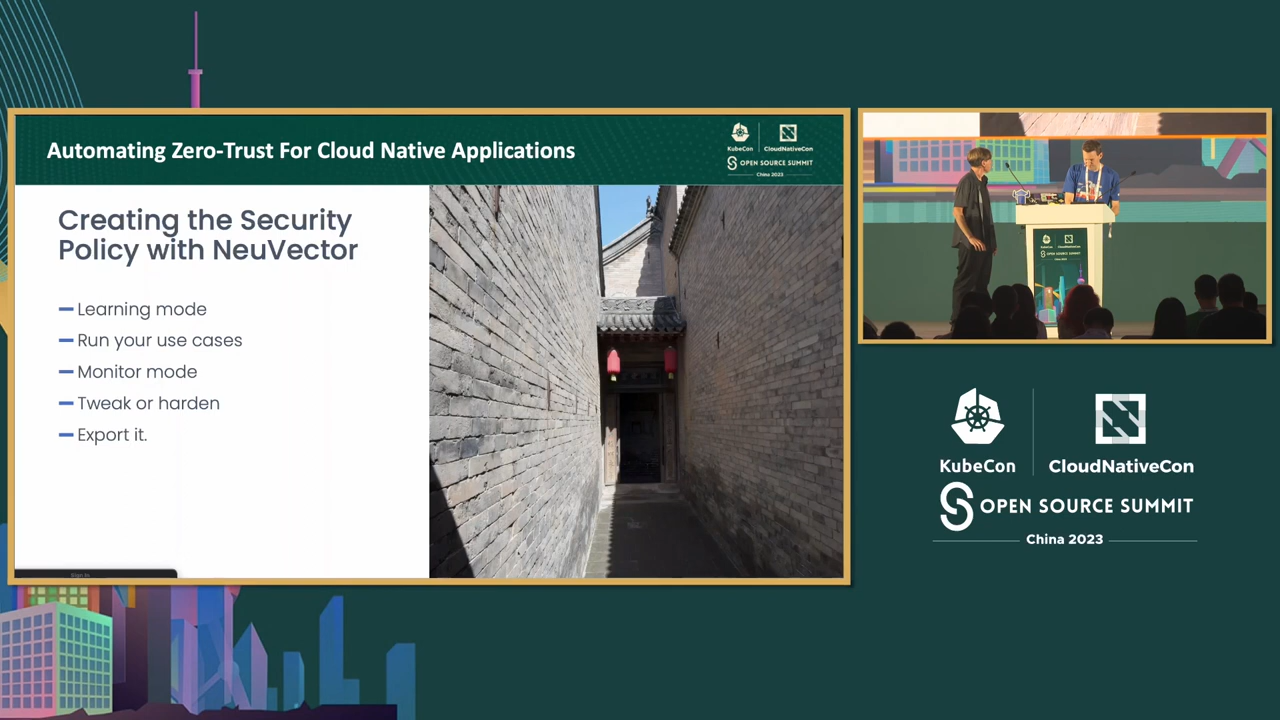 Automating Zero-Trust For Cloud Native Applications
KubeCon
CloudNativeCon
OPEN SOURCE SUMMIT
China 2023
Creating the Security
Policy with NeuVector
Learning mode
Run your use cases
Monitor mode
Tweak or harden
Export it.
Sign In
KubeCon
CloudNativeCon
OPEN SOURCE SUMMIT
China 2023